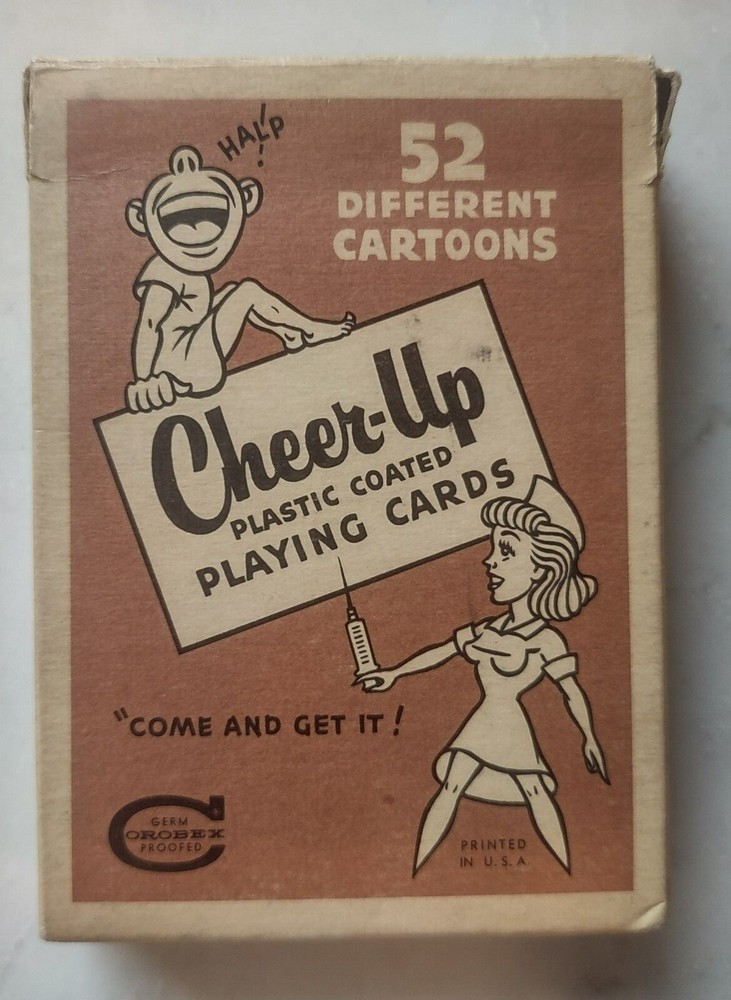 HALP!
52
DIFFERENT
CARTOONS
Cheer-Up
PLASTIC COATED
PLAYING CARDS
"COME AND GET IT!
GERM
COROBEX
PROOFED
PRINTED
IN U.S.A.